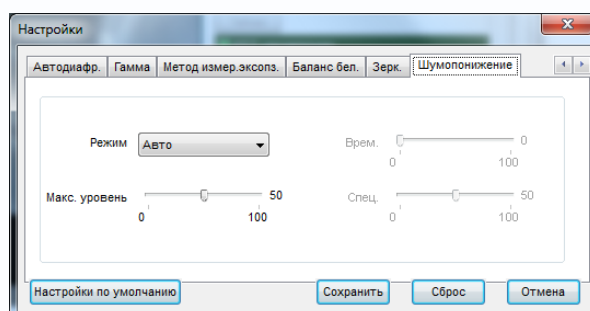 Настройки
Автодиафр. Гамма Метод измер.эксопз. Баланс бел. Зерк. Шумопонижение
Режим Авто Врем. 0
0 100
Макс. уровень 50 Спец. 50
0 100 0 100
Настройки по умолчанию Сохранить Сброс Отмена